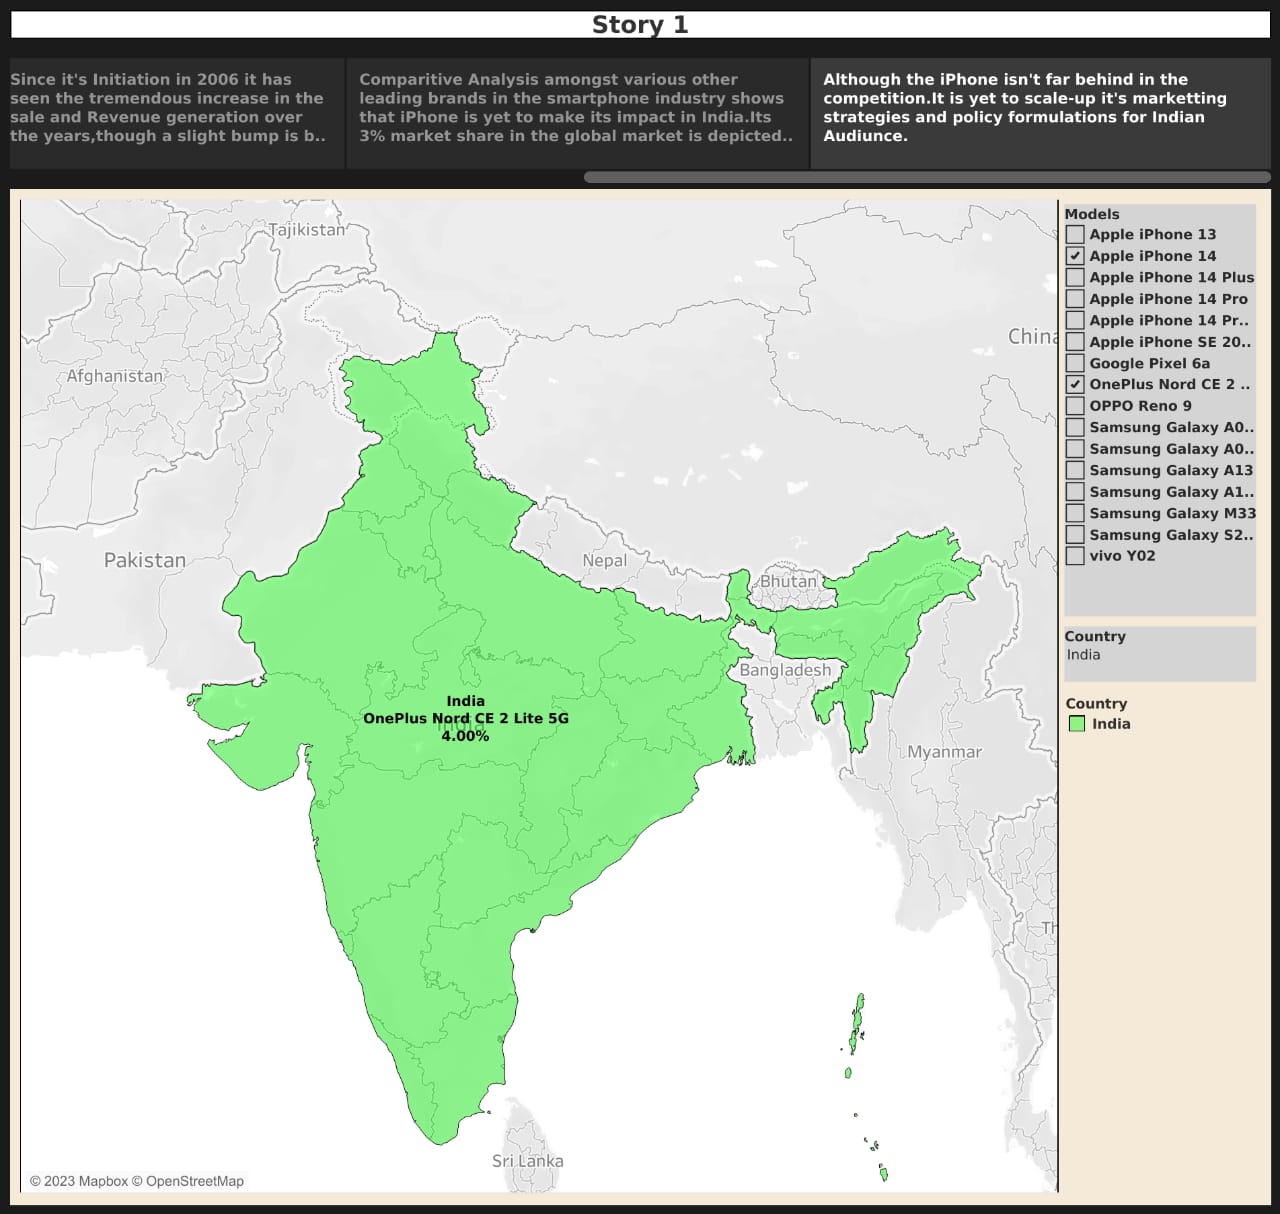 Story 1
Since it's Initiation in 2006 it has
seen the tremendous increase in the
sale and Revenue generation over
the years,though a slight bump is b..
Comparitive Analysis amongst various other
leading brands in the smartphone industry shows
that iPhone is yet to make its impact in India.Its
3% market share in the global market is depicted..
Although the iPhone isn't far behind in the
competition.It is yet to scale-up it's marketting
strategies and policy formulations for Indian
Audiunce.
Tajikistan
China
Afghanistan
Pakistan
Nepal
Bhutan
Bangladesh
India
OnePlus Nord CE 2 Lite 5G
4.00%
India
Myanmar
Th
Sri Lanka
© 2023 Mapbox © OpenStreetMap
Models
Apple iPhone 13
Apple iPhone 14
Apple iPhone 14 Plus
Apple iPhone 14 Pro
Apple iPhone 14 Pr..
Apple iPhone SE 20..
Google Pixel 6a
OnePlus Nord CE 2 ..
OPPO Reno 9
Samsung Galaxy A0..
Samsung Galaxy A0..
Samsung Galaxy A13
Samsung Galaxy A1..
Samsung Galaxy M33
Samsung Galaxy S2..
vivo Y02
Country
India
Country
India